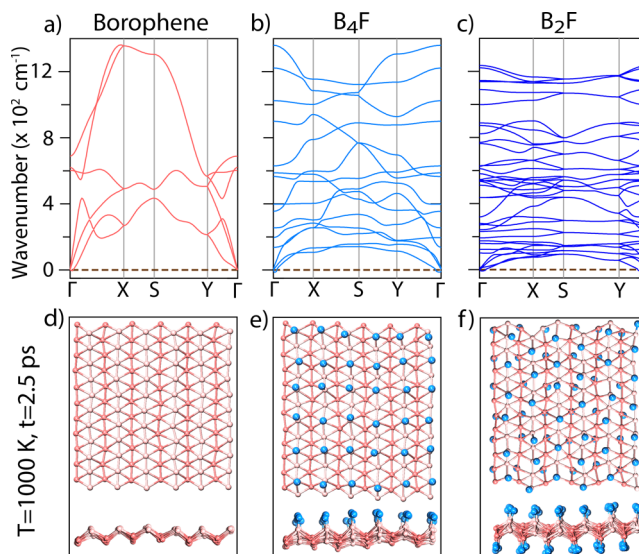 a) Borophene
b) B₄F
c) B₂F
Wavenumber (x 10² cm⁻¹)
12
8
4
0
Γ X S Y Γ
Γ X S Y Γ
Γ X S Y Γ
T=1000 K, t=2.5 ps
d)
e)
f)